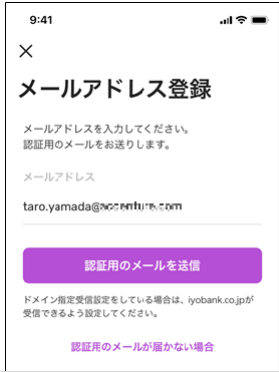 9:41
メールアドレス登録
メールアドレスを入力してください。
認証用のメールをお送りします。
メールアドレス
taro.yamada@
認証用のメールを送信
ドメイン指定受信設定をしている場合は、iyobank.co.jpが
受信できるよう設定してください。
認証用のメールが届かない場合